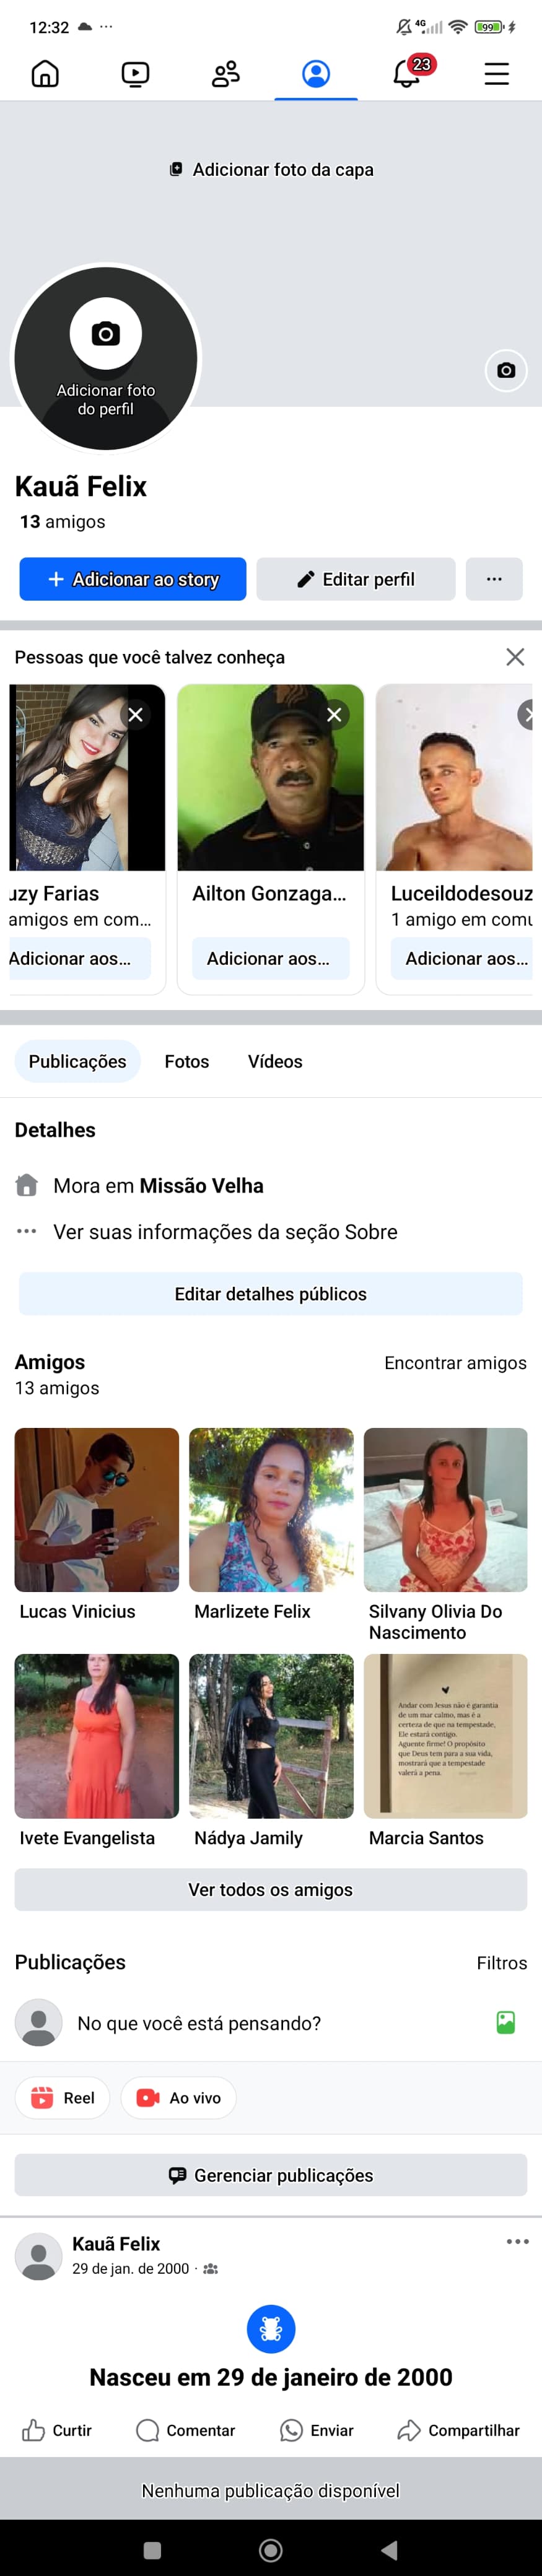 12:32
4G
99
23
Adicionar foto da capa
Adicionar foto
do perfil
Kauã Felix
13 amigos
Adicionar ao story
Editar perfil
Pessoas que você talvez conheça
uzy Farias
amigos em com...
Adicionar aos...
Ailton Gonzaga...
Adicionar aos...
Luceildodesouz
1 amigo em comu
Adicionar aos...
Publicações
Fotos
Vídeos
Detalhes
Mora em Missão Velha
Ver suas informações da seção Sobre
Editar detalhes públicos
Amigos
Encontrar amigos
13 amigos
Lucas Vinicius
Marlizete Felix
Silvany Olivia Do
Nascimento
Andar com Jesus não é garantia
de um mar calmo, mas é a
certeza de que na tempestade,
Ele estará contigo.
Aguente firme! O propósito
que Deus tem para a sua vida,
mostrará que a tempestade
valerá a pena.
Ivete Evangelista
Nádya Jamily
Marcia Santos
Ver todos os amigos
Publicações
Filtros
No que você está pensando?
Reel
Ao vivo
Gerenciar publicações
Kauã Felix
29 de jan. de 2000 ·
Nasceu em 29 de janeiro de 2000
Curtir
Comentar
Enviar
Compartilhar
Nenhuma publicação disponível